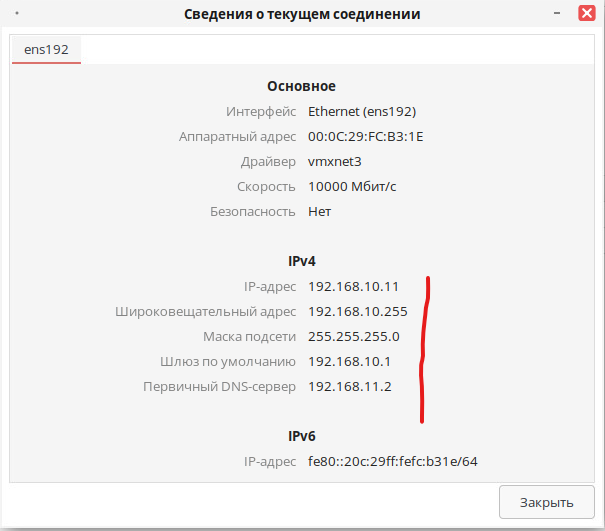 Сведения о текущем соединении
ens192
Основное
Интерфейс Ethernet (ens192)
Аппаратный адрес 00:0C:29:FC:B3:1E
Драйвер vmxnet3
Скорость 10000 Мбит/с
Безопасность Нет
IPv4
IP-адрес 192.168.10.11
Широковещательный адрес 192.168.10.255
Маска подсети 255.255.255.0
Шлюз по умолчанию 192.168.10.1
Первичный DNS-сервер 192.168.11.2
IPv6
IP-адрес fe80::20c:29ff:fefc:b31e/64
Закрыть